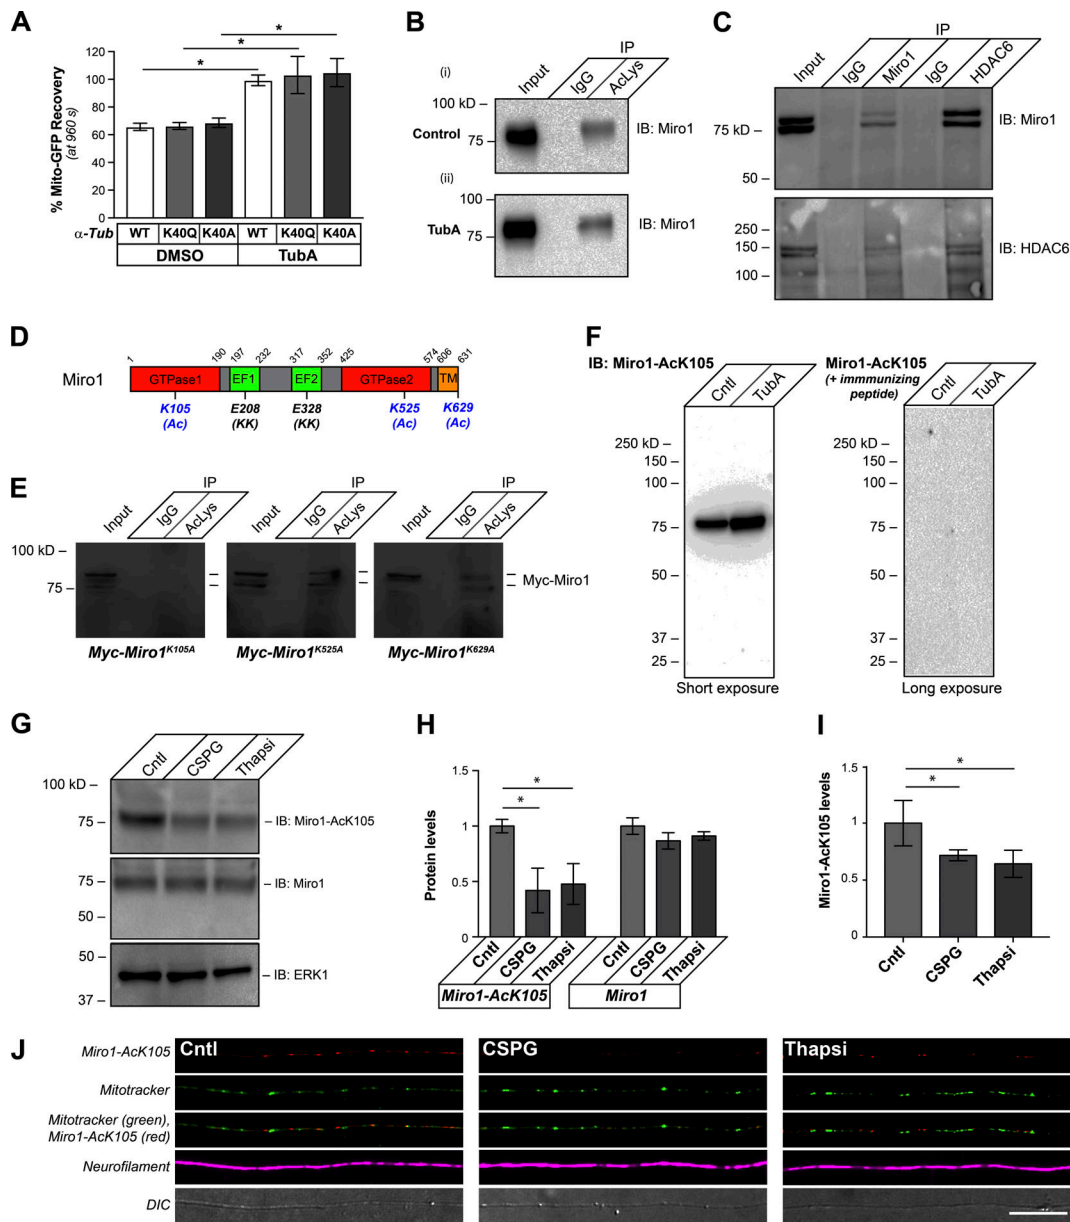 A
% Mito-GFP Recovery
(at 960 s)
120
100
80
60
40
20
0
*
*
*
α-Tub
WT
K40Q
K40A
WT
K40Q
K40A
DMSO
TubA
B
IP
Input
IgG
AcLys
(i)
100 kD –
Control
75 –
IB: Miro1
(ii)
100 –
TubA
75 –
IB: Miro1
C
IP
Input
IgG
Miro1
IgG
HDAC6
75 kD –
50 –
IB: Miro1
250 –
150 –
100 –
IB: HDAC6
D
1
190
197
232
317
352
425
574
606
631
Miro1
GTPase1
EF1
EF2
GTPase2
TM
K105
(Ac)
E208
(KK)
E328
(KK)
K525
(Ac)
K629
(Ac)
E
IP
Input
IgG
AcLys
IP
Input
IgG
AcLys
IP
Input
IgG
AcLys
100 kD –
75 –
Myc-Miro1
Myc-Miro1K105A
Myc-Miro1K525A
Myc-Miro1K629A
F
IB: Miro1-AcK105
Cntl
TubA
250 kD –
150 –
100 –
75 –
50 –
37 –
25 –
Short exposure
Miro1-AcK105
(+ immmunizing
peptide)
Cntl
TubA
250 kD –
150 –
100 –
75 –
50 –
37 –
25 –
Long exposure
G
Cntl
CSPG
Thapsi
100 kD –
75 –
– IB: Miro1-AcK105
75 –
50 –
– IB: Miro1
50 –
37 –
– IB: ERK1
H
Protein levels
1.5
1
0.5
0
*
*
Cntl
CSPG
Thapsi
Cntl
CSPG
Thapsi
Miro1-AcK105
Miro1
I
Miro1-AcK105 levels
1.5
1
0.5
0
*
*
Cntl
CSPG
Thapsi
J
Cntl
CSPG
Thapsi
Miro1-AcK105
Mitotracker
Mitotracker (green),
Miro1-AcK105 (red)
Neurofilament
DIC